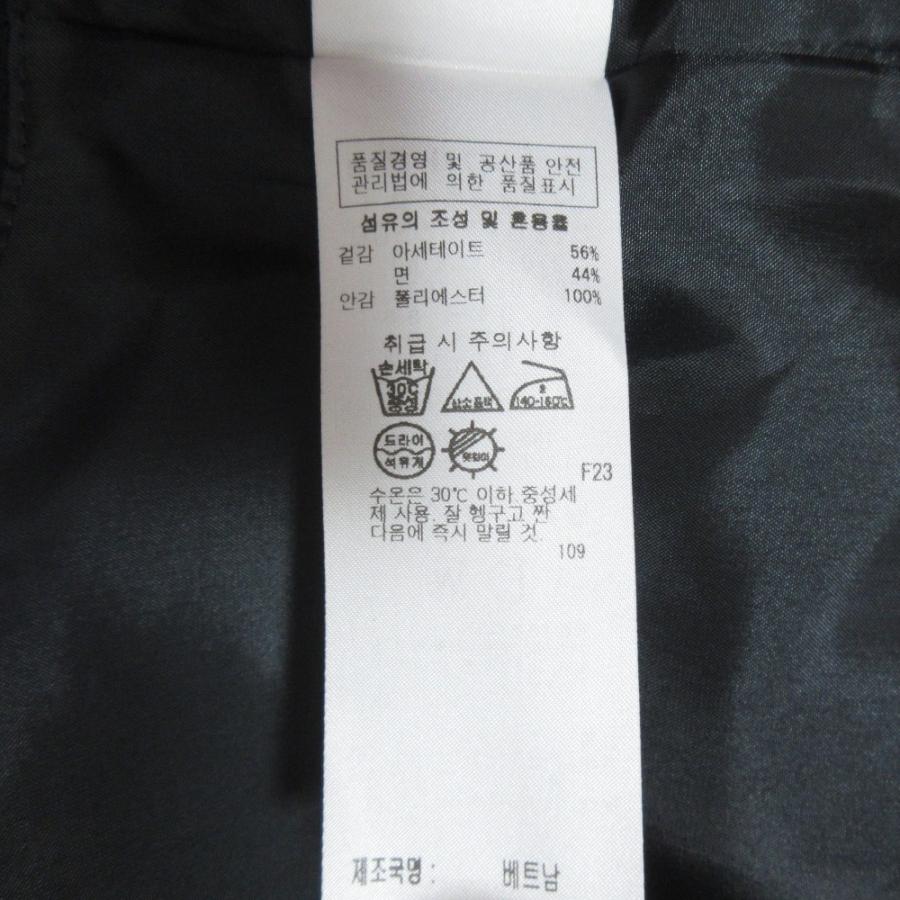 품질경영 및 공산품 안전
관리법에 의한 품질표시
섬유의 조성 및 혼용률
겉감 아세테이트 56%
면 44%
안감 폴리에스터 100%
취급 시 주의사항
손세탁
30℃
중성
산소표백
2
140-160℃
드라이
석유계
옷걸이
F23
수온은 30℃ 이하 중성세
제 사용. 잘 헹구고 짠
다음에 즉시 말릴 것.
109
제조국명 : 베트남